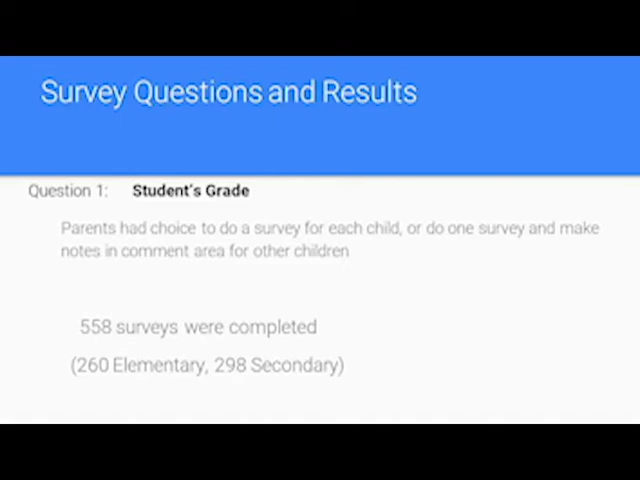 Survey Questions and Results
Question 1: Student's Grade
Parents had choice to do a survey for each child, or do one survey and make
notes in comment area for other children
558 surveys were completed
(260 Elementary, 298 Secondary)